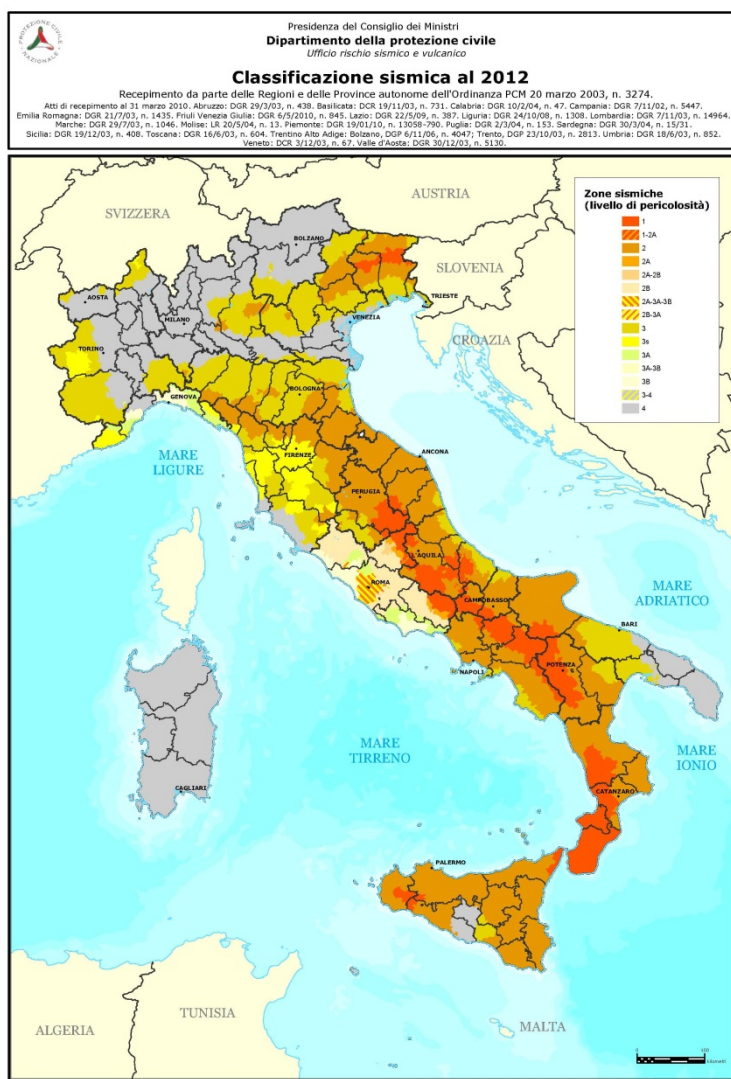 PROTEZIONE CIVILE
NAZIONALE
Presidenza del Consiglio dei Ministri
Dipartimento della protezione civile
Ufficio rischio sismico e vulcanico
Classificazione sismica al 2012
Recepimento da parte delle Regioni e delle Province autonome dell'Ordinanza PCM 20 marzo 2003, n. 3274.
Atti di recepimento al 31 marzo 2010. Abruzzo: DGR 29/3/03, n. 438. Basilicata: DCR 19/11/03, n. 731. Calabria: DGR 10/2/04, n. 47. Campania: DGR 7/11/02, n. 5447.
Emilia Romagna: DGR 21/7/03, n. 1435. Friuli Venezia Giulia: DGR 6/5/2010, n. 845. Lazio: DGR 22/5/09, n. 387. Liguria: DGR 24/10/08, n. 1308. Lombardia: DGR 7/11/03, n. 14964.
Marche: DGR 29/7/03, n. 1046. Molise: LR 20/5/04, n. 13. Piemonte: DGR 19/01/10, n. 13058-790. Puglia: DGR 2/3/04, n. 153. Sardegna: DGR 30/3/04, n. 15/31.
Sicilia: DGR 19/12/03, n. 408. Toscana: DGR 16/6/03, n. 604. Trentino Alto Adige: Bolzano, DGP 6/11/06, n. 4047; Trento, DGP 23/10/03, n. 2813. Umbria: DGR 18/6/03, n. 852.
Veneto: DCR 3/12/03, n. 67. Valle d'Aosta: DGR 30/12/03, n. 5130.
AUSTRIA
SVIZZERA
BOLZANO
SLOVENIA
AOSTA
TRIESTE
MILANO
VENEZIA
CROAZIA
TORINO
GENOVA
BOLOGNA
MARE
LIGURE
FIRENZE
ANCONA
PERUGIA
L'AQUILA
ROMA
CAMPOBASSO
MARE
ADRIATICO
BARI
NAPOLI
POTENZA
MARE
TIRRENO
MARE
IONIO
CAGLIARI
CATANZARO
PALERMO
ALGERIA
TUNISIA
MALTA
Zone sismiche
(livello di pericolosità)
1
1-2A
2
2A
2A-2B
2B
2A-3A-3B
2B-3A
3
3s
3A
3A-3B
3B
3-4
4